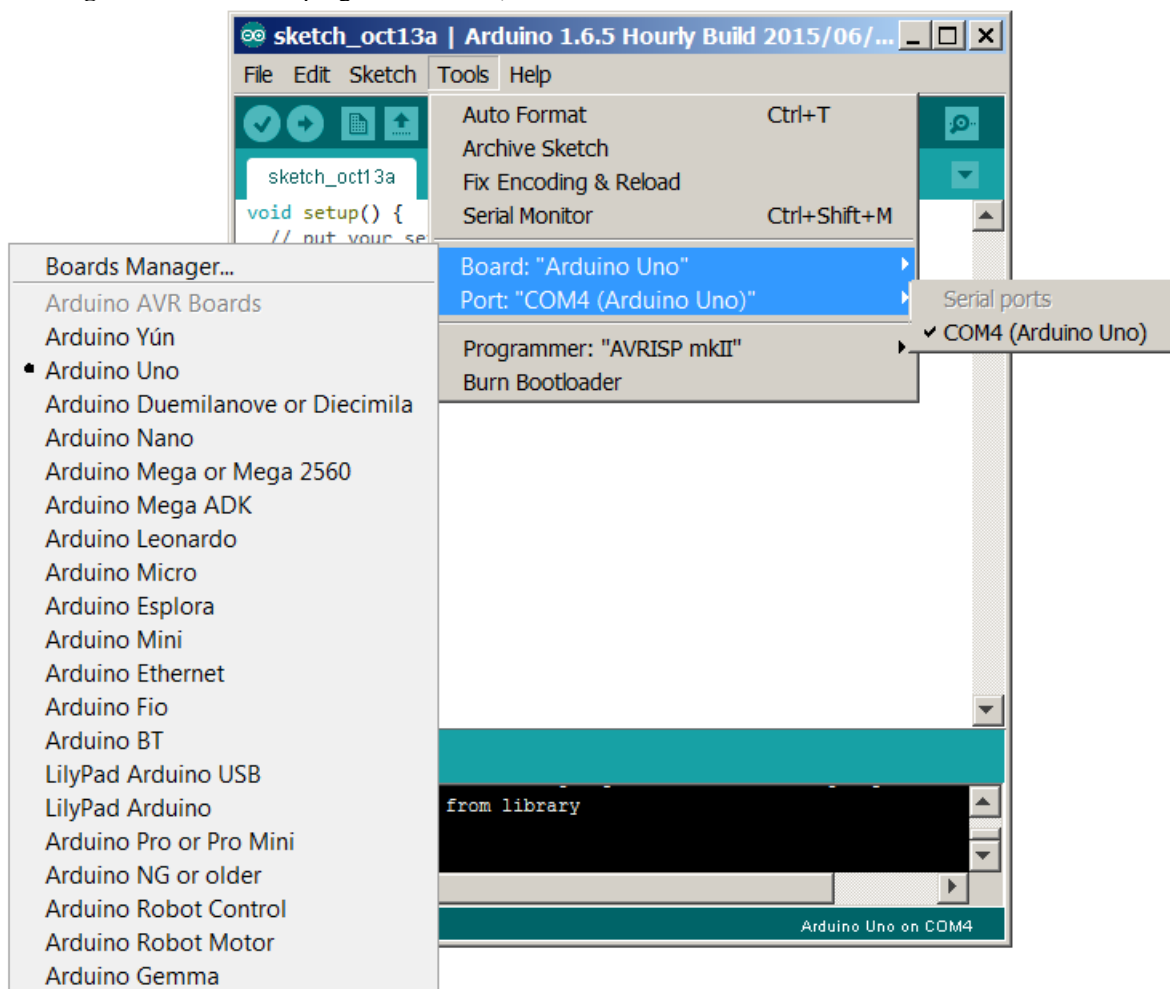 sketch_oct13a | Arduino 1.6.5 Hourly Build 2015/06/...
File Edit Sketch Tools Help
Auto Format Ctrl+T
Archive Sketch
Fix Encoding & Reload
Serial Monitor Ctrl+Shift+M
Board: "Arduino Uno"
Port: "COM4 (Arduino Uno)"
Programmer: "AVRISP mkII"
Burn Bootloader
Serial ports
COM4 (Arduino Uno)
sketch_oct13a
void setup() {
// put your se
Boards Manager...
Arduino AVR Boards
Arduino Yún
Arduino Uno
Arduino Duemilanove or Diecimila
Arduino Nano
Arduino Mega or Mega 2560
Arduino Mega ADK
Arduino Leonardo
Arduino Micro
Arduino Esplora
Arduino Mini
Arduino Ethernet
Arduino Fio
Arduino BT
LilyPad Arduino USB
LilyPad Arduino
Arduino Pro or Pro Mini
Arduino NG or older
Arduino Robot Control
Arduino Robot Motor
Arduino Gemma
from library
Arduino Uno on COM4